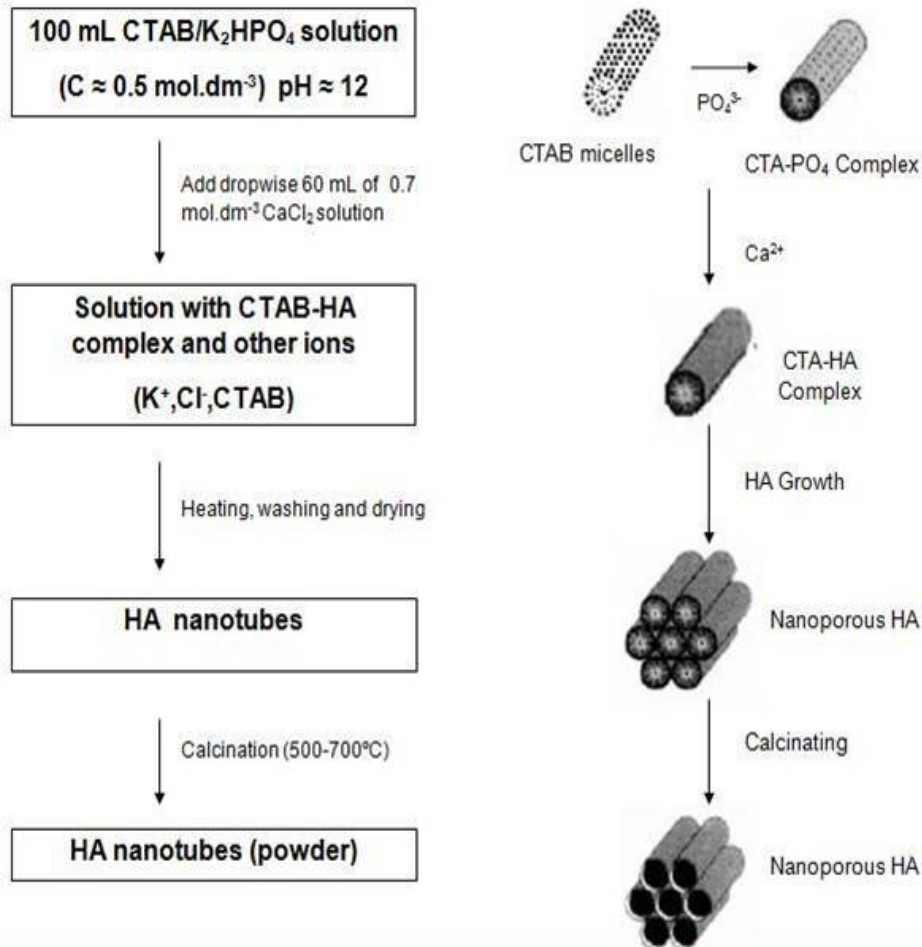 100 mL CTAB/K₂HPO₄ solution
(C ≈ 0.5 mol.dm⁻³) pH ≈ 12
Add dropwise 60 mL of 0.7
mol.dm⁻³ CaCl₂ solution
Solution with CTAB-HA
complex and other ions
(K⁺,Cl⁻,CTAB)
Heating, washing and drying
HA nanotubes
Calcination (500-700ºC)
HA nanotubes (powder)
PO₄³⁻
CTAB micelles
CTA-PO₄ Complex
Ca²⁺
CTA-HA
Complex
HA Growth
Nanoporous HA
Calcinating
Nanoporous HA